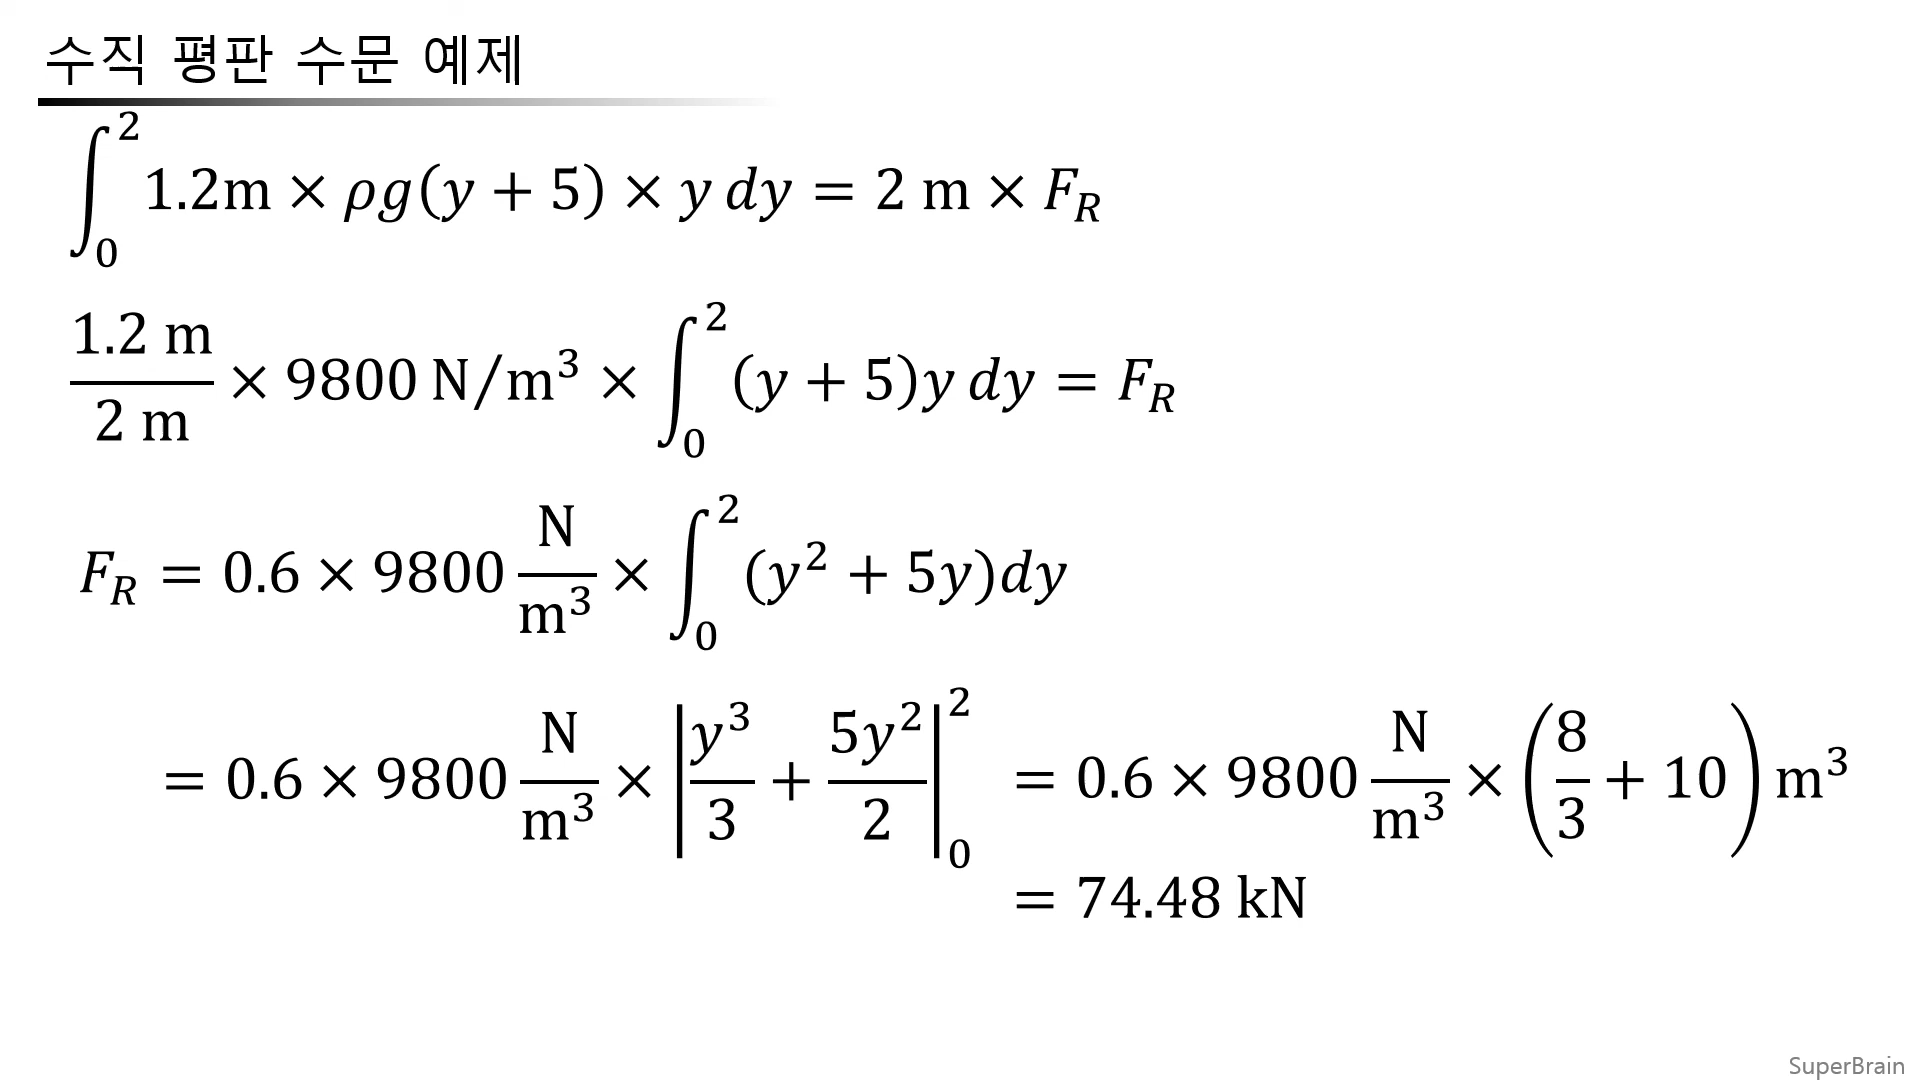 수직 평판 수문 예제
∫₀² 1.2m × ρg(y + 5) × y dy = 2 m × F_R
1.2 m / 2 m × 9800 N/m³ × ∫₀² (y + 5)y dy = F_R
F_R = 0.6 × 9800 N/m³ × ∫₀² (y² + 5y)dy
= 0.6 × 9800 N/m³ × |y³/3 + 5y²/2|₀² = 0.6 × 9800 N/m³ × (8/3 + 10) m³
= 74.48 kN
SuperBrain